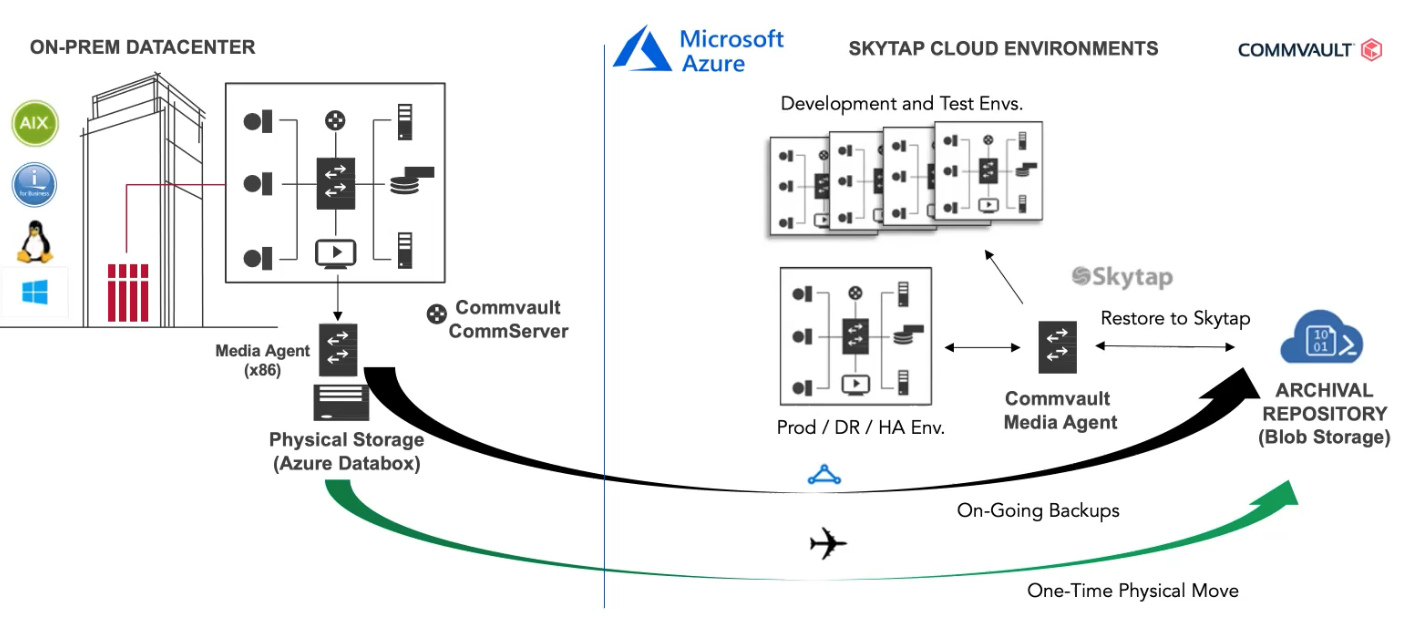 ON-PREM DATACENTER
Microsoft
Azure
SKYTAP CLOUD ENVIRONMENTS
COMMVAULT
AIX
i
for Business
Development and Test Envs.
Commvault
CommServer
Media Agent
(x86)
Physical Storage
(Azure Databox)
Skytap
Restore to Skytap
10
01
Commvault
Media Agent
Prod / DR / HA Env.
ARCHIVAL
REPOSITORY
(Blob Storage)
On-Going Backups
One-Time Physical Move